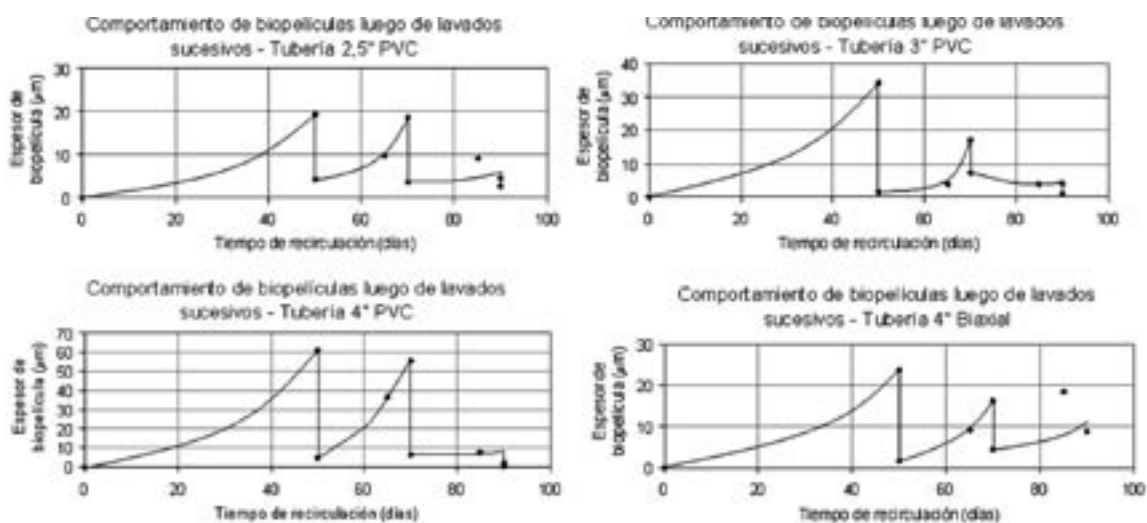 Comportamiento de biopelículas luego de lavados
sucesivos - Tubería 2,5" PVC
30
20
10
0
Espesor de
biopelícula (µm)
0 20 40 60 80 100
Tiempo de recirculación (días)
Comportamiento de biopelículas luego de lavados
sucesivos - Tubería 3" PVC
40
30
20
10
0
Espesor de
biopelícula (µm)
0 20 40 60 80 100
Tiempo de recirculación (días)
Comportamiento de biopelículas luego de lavados
sucesivos - Tubería 4" PVC
70
60
50
40
30
20
10
0
Espesor de
biopelícula (µm)
0 20 40 60 80 100
Tiempo de recirculación (días)
Comportamiento de biopelículas luego de lavados
sucesivos - Tubería 4" Biaxial
30
20
10
0
Espesor de
biopelícula (µm)
0 20 40 60 80 100
Tiempo de recirculación (días)